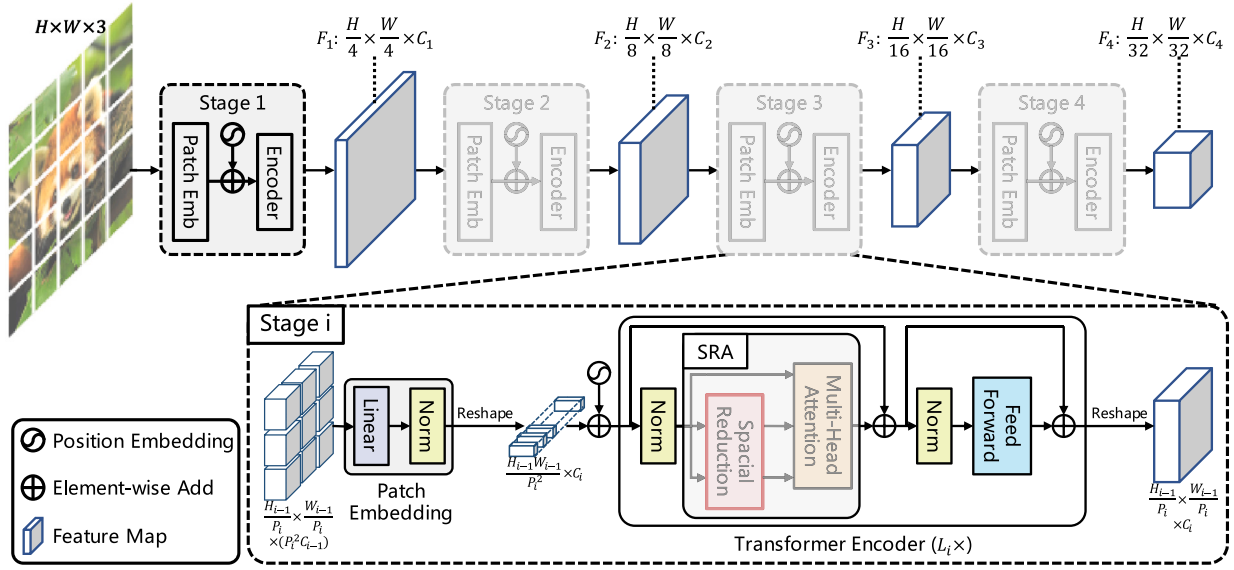 H×W×3
F₁: H/4 × W/4 ×C₁
F₂: H/8 × W/8 ×C₂
F₃: H/16 × W/16 ×C₃
F₄: H/32 × W/32 ×C₄
Stage 1
Patch Emb
Encoder
Stage 2
Patch Emb
Encoder
Stage 3
Patch Emb
Encoder
Stage 4
Patch Emb
Encoder
Stage i
Linear
Norm
Patch
Embedding
Reshape
Hᵢ₋₁/Pᵢ × Wᵢ₋₁/Pᵢ
×(Pᵢ²Cᵢ₋₁)
Hᵢ₋₁Wᵢ₋₁/Pᵢ² ×Cᵢ
Norm
SRA
Spacial
Reduction
Multi-Head
Attention
Norm
Feed
Forward
Reshape
Hᵢ₋₁/Pᵢ × Wᵢ₋₁/Pᵢ
×Cᵢ
Transformer Encoder (Lᵢ×)
Position Embedding
Element-wise Add
Feature Map